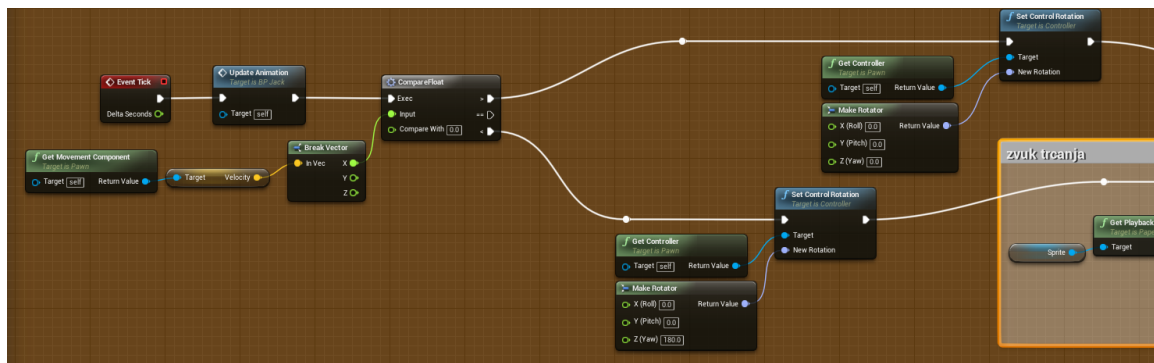 Set Control Rotation
Target is Controller
Target
New Rotation
Get Controller
Target is Pawn
Target self Return Value
Make Rotator
X (Roll) 0.0 Return Value
Y (Pitch) 0.0
Z (Yaw) 0.0
Event Tick
Delta Seconds
Update Animation
Target is BP Jack
Target self
CompareFloat
Exec >
Input ==
Compare With 0.0 <
Get Movement Component
Target is Pawn
Target self Return Value
Target Velocity
Break Vector
In Vec X
Y
Z
Set Control Rotation
Target is Controller
Target
New Rotation
Get Controller
Target is Pawn
Target self Return Value
Make Rotator
X (Roll) 0.0 Return Value
Y (Pitch) 0.0
Z (Yaw) 180.0
zvuk trcanja
Get Playback
Target is Pape
Target
Sprite